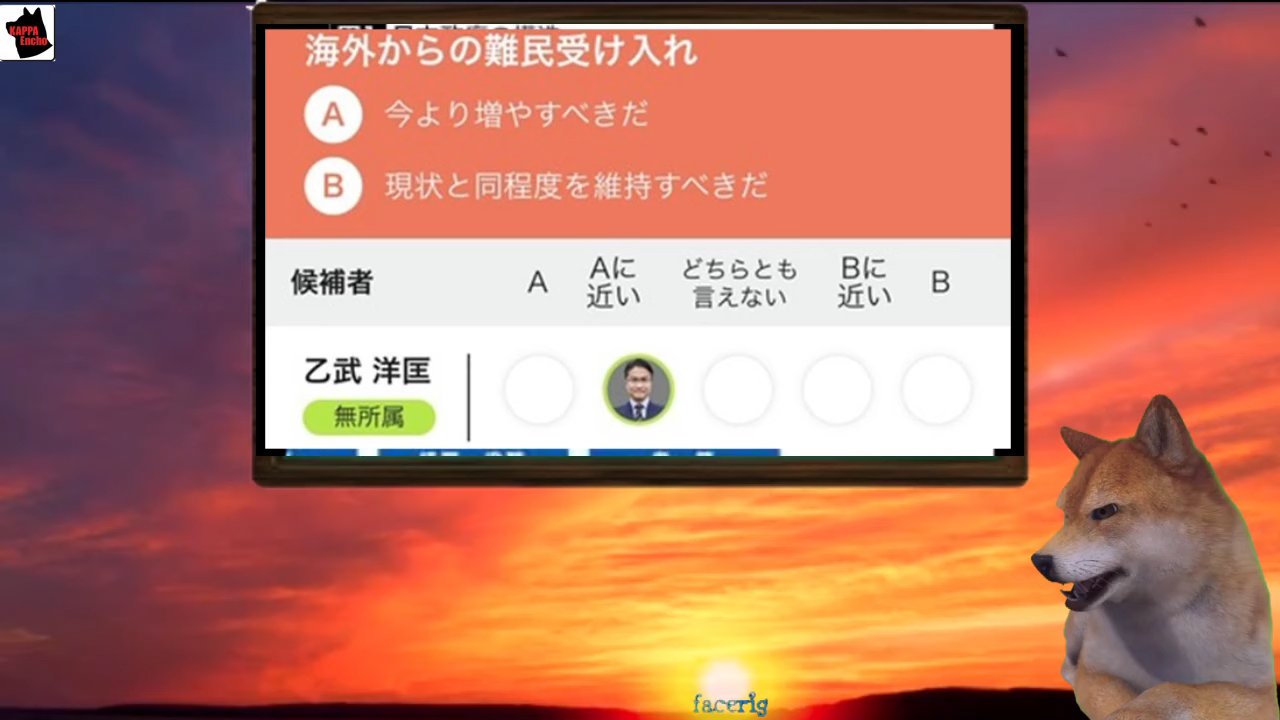 KAPPA
Encho
海外からの難民受け入れ
A 今より増やすべきだ
B 現状と同程度を維持すべきだ
候補者 A Aに近い どちらとも言えない Bに近い B
乙武 洋匡
無所属
facerig